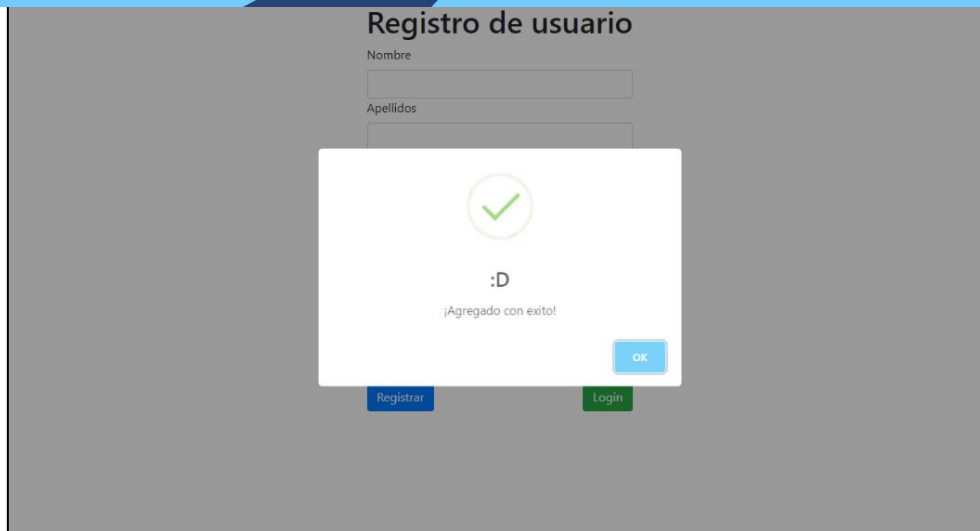 Registro de usuario
Nombre
Apellidos
:D
¡Agregado con exito!
OK
Registrar
Login